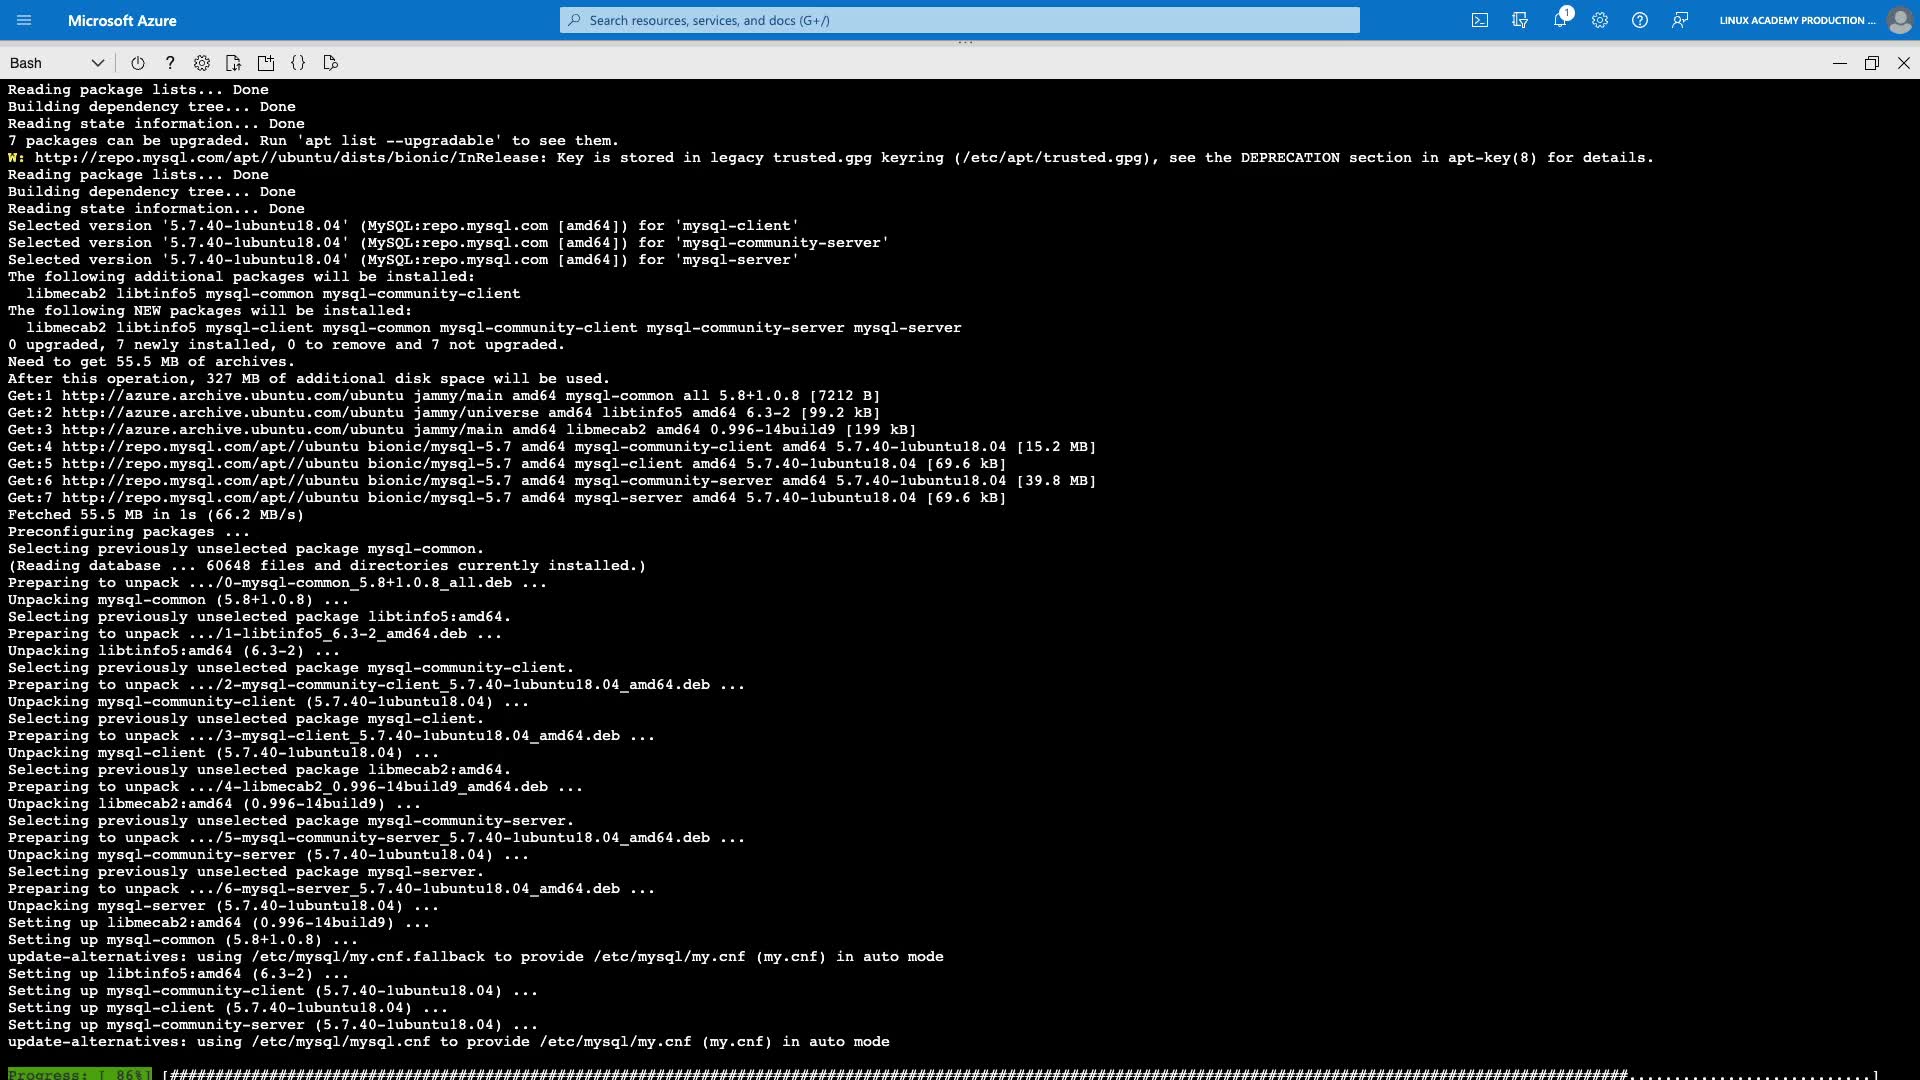 Microsoft Azure
Search resources, services, and docs (G+/)
1
LINUX ACADEMY PRODUCTION ...
Bash
Reading package lists... Done
Building dependency tree... Done
Reading state information... Done
7 packages can be upgraded. Run 'apt list --upgradable' to see them.
W: http://repo.mysql.com/apt//ubuntu/dists/bionic/InRelease: Key is stored in legacy trusted.gpg keyring (/etc/apt/trusted.gpg), see the DEPRECATION section in apt-key(8) for details.
Reading package lists... Done
Building dependency tree... Done
Reading state information... Done
Selected version '5.7.40-1ubuntu18.04' (MySQL:repo.mysql.com [amd64]) for 'mysql-client'
Selected version '5.7.40-1ubuntu18.04' (MySQL:repo.mysql.com [amd64]) for 'mysql-community-server'
Selected version '5.7.40-1ubuntu18.04' (MySQL:repo.mysql.com [amd64]) for 'mysql-server'
The following additional packages will be installed:
libmecab2 libtinfo5 mysql-common mysql-community-client
The following NEW packages will be installed:
libmecab2 libtinfo5 mysql-client mysql-common mysql-community-client mysql-community-server mysql-server
0 upgraded, 7 newly installed, 0 to remove and 7 not upgraded.
Need to get 55.5 MB of archives.
After this operation, 327 MB of additional disk space will be used.
Get:1 http://azure.archive.ubuntu.com/ubuntu jammy/main amd64 mysql-common all 5.8+1.0.8 [7212 B]
Get:2 http://azure.archive.ubuntu.com/ubuntu jammy/universe amd64 libtinfo5 amd64 6.3-2 [99.2 kB]
Get:3 http://azure.archive.ubuntu.com/ubuntu jammy/main amd64 libmecab2 amd64 0.996-14build9 [199 kB]
Get:4 http://repo.mysql.com/apt//ubuntu bionic/mysql-5.7 amd64 mysql-community-client amd64 5.7.40-1ubuntu18.04 [15.2 MB]
Get:5 http://repo.mysql.com/apt//ubuntu bionic/mysql-5.7 amd64 mysql-client amd64 5.7.40-1ubuntu18.04 [69.6 kB]
Get:6 http://repo.mysql.com/apt//ubuntu bionic/mysql-5.7 amd64 mysql-community-server amd64 5.7.40-1ubuntu18.04 [39.8 MB]
Get:7 http://repo.mysql.com/apt//ubuntu bionic/mysql-5.7 amd64 mysql-server amd64 5.7.40-1ubuntu18.04 [69.6 kB]
Fetched 55.5 MB in 1s (66.2 MB/s)
Preconfiguring packages ...
Selecting previously unselected package mysql-common.
(Reading database ... 60648 files and directories currently installed.)
Preparing to unpack .../0-mysql-common_5.8+1.0.8_all.deb ...
Unpacking mysql-common (5.8+1.0.8) ...
Selecting previously unselected package libtinfo5:amd64.
Preparing to unpack .../1-libtinfo5_6.3-2_amd64.deb ...
Unpacking libtinfo5:amd64 (6.3-2) ...
Selecting previously unselected package mysql-community-client.
Preparing to unpack .../2-mysql-community-client_5.7.40-1ubuntu18.04_amd64.deb ...
Unpacking mysql-community-client (5.7.40-1ubuntu18.04) ...
Selecting previously unselected package mysql-client.
Preparing to unpack .../3-mysql-client_5.7.40-1ubuntu18.04_amd64.deb ...
Unpacking mysql-client (5.7.40-1ubuntu18.04) ...
Selecting previously unselected package libmecab2:amd64.
Preparing to unpack .../4-libmecab2_0.996-14build9_amd64.deb ...
Unpacking libmecab2:amd64 (0.996-14build9) ...
Selecting previously unselected package mysql-community-server.
Preparing to unpack .../5-mysql-community-server_5.7.40-1ubuntu18.04_amd64.deb ...
Unpacking mysql-community-server (5.7.40-1ubuntu18.04) ...
Selecting previously unselected package mysql-server.
Preparing to unpack .../6-mysql-server_5.7.40-1ubuntu18.04_amd64.deb ...
Unpacking mysql-server (5.7.40-1ubuntu18.04) ...
Setting up libmecab2:amd64 (0.996-14build9) ...
Setting up mysql-common (5.8+1.0.8) ...
update-alternatives: using /etc/mysql/my.cnf.fallback to provide /etc/mysql/my.cnf (my.cnf) in auto mode
Setting up libtinfo5:amd64 (6.3-2) ...
Setting up mysql-community-client (5.7.40-1ubuntu18.04) ...
Setting up mysql-client (5.7.40-1ubuntu18.04) ...
Setting up mysql-community-server (5.7.40-1ubuntu18.04) ...
update-alternatives: using /etc/mysql/mysql.cnf to provide /etc/mysql/my.cnf (my.cnf) in auto mode
Progress: [ 86%]